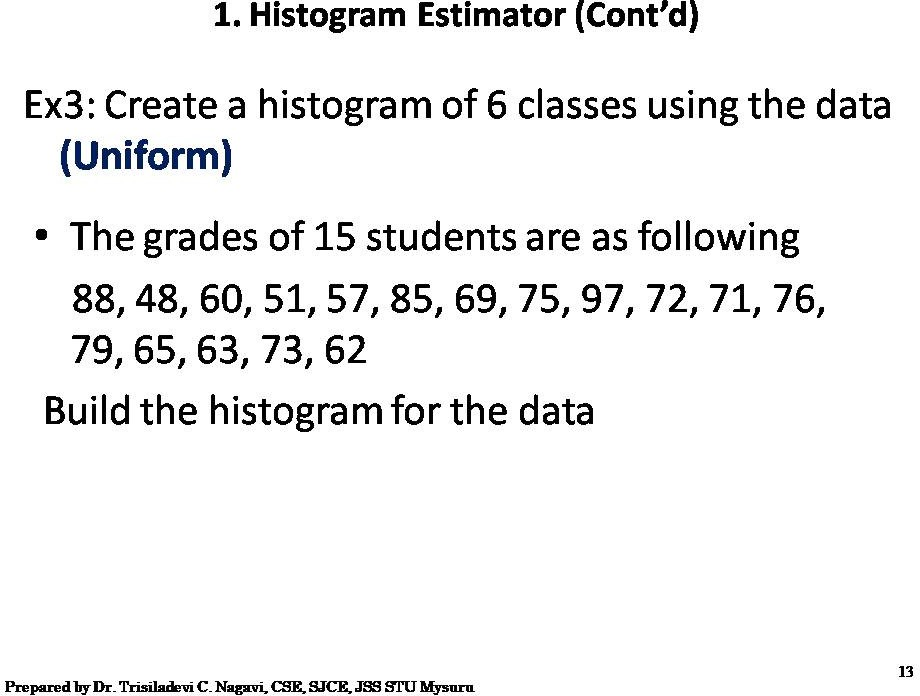 1. Histogram Estimator (Cont’d)
Ex3: Create a histogram of 6 classes using the data
(Uniform)
• The grades of 15 students are as following
88, 48, 60, 51, 57, 85, 69, 75, 97, 72, 71, 76,
79, 65, 63, 73, 62
Build the histogram for the data
13
Prepared by Dr. Trisiladevi C. Nagavi, CSE, SJCE, JSS STU Mysuru